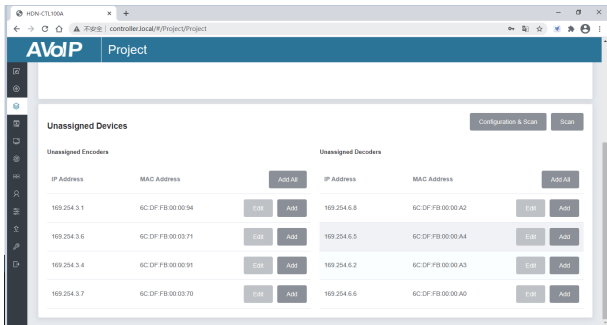 HDN-CTL100A
不安全 | controller.local/#/Project/Project
AVoIP Project
Unassigned Devices
Configuration & Scan Scan
Unassigned Encoders Unassigned Decoders
IP Address MAC Address Add All IP Address MAC Address Add All
169.254.3.1 6C:DF:FB:00:00:94 Edit Add 169.254.6.8 6C:DF:FB:00:00:A2 Edit Add
169.254.3.6 6C:DF:FB:00:03:71 Edit Add 169.254.6.5 6C:DF:FB:00:00:A4 Edit Add
169.254.3.4 6C:DF:FB:00:00:91 Edit Add 169.254.6.2 6C:DF:FB:00:00:A3 Edit Add
169.254.3.7 6C:DF:FB:00:03:70 Edit Add 169.254.6.6 6C:DF:FB:00:00:A0 Edit Add